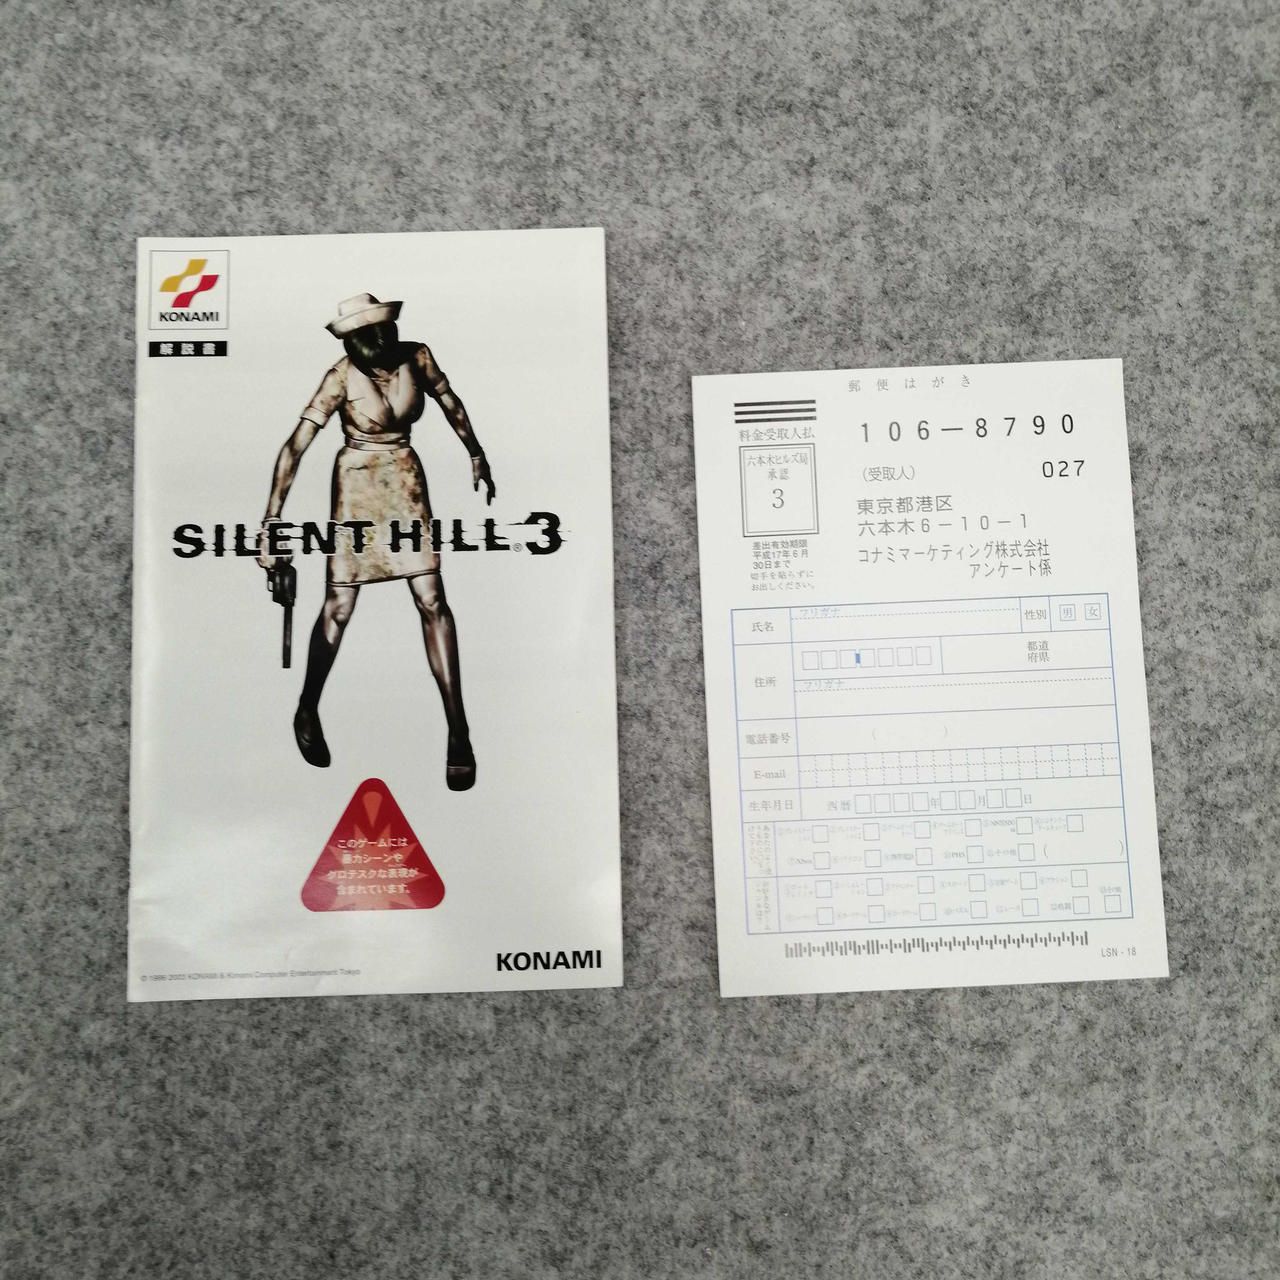 KONAMI
解説書
SILENT HILL® 3
このゲームには
暴力シーンや
グロテスクな表現が
含まれています。
KONAMI
© 1996 2003 KONAMI & Konami Computer Entertainment Tokyo
郵便はがき
料金受取人払
六本木ヒルズ局
承認
3
差出有効期限
平成17年6月
30日まで
切手を貼らずに
お出しください。
106-8790
(受取人)
027
東京都港区
六本木6-10-1
コナミマーケティング株式会社
アンケート係
氏名
フリガナ
性別
男 女
住所
都道
府県
フリガナ
電話番号
( )
E-mail
生年月日
西暦 年 月 日
LSN-18